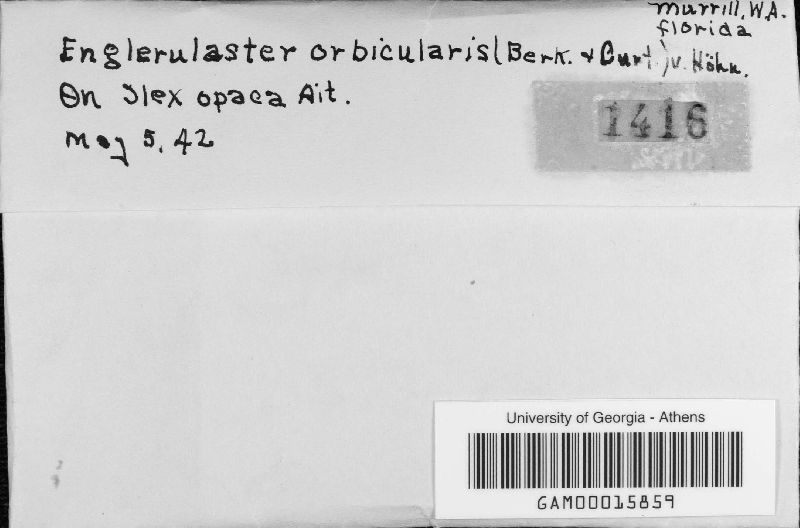 Murrill, W.A.
florida
Englerulaster orbicularis (Berk. & Curt.) v. Höhn.
On Ilex opaca Ait.
May 5, 42
1416
University of Georgia - Athens
GAM00015859